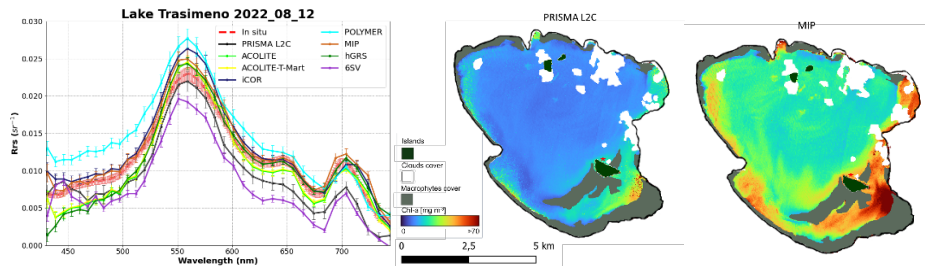 Lake Trasimeno 2022_08_12
In situ
PRISMA L2C
ACOLITE
ACOLITE-T-Mart
iCOR
POLYMER
MIP
hGRS
6SV
Rrs (sr⁻¹)
0.030
0.025
0.020
0.015
0.010
0.005
0.000
450 500 550 600 650 700
Wavelength (nm)
PRISMA L2C
MIP
Islands
Clouds cover
Macrophytes cover
Chl-a [mg m⁻³]
0 >70
0 2,5 5 km